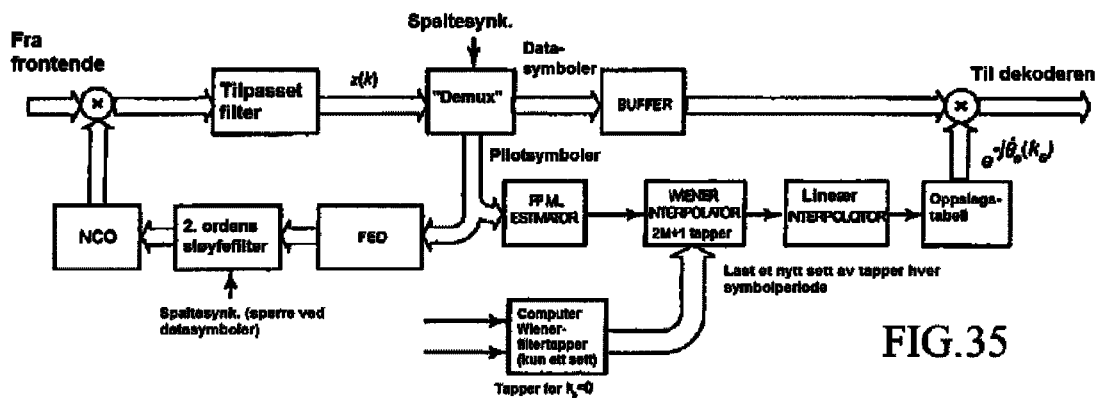 Spaltesynk.
Fra
frontende
Tilpasset
filter
z(k)
"Demux"
Data-
symboler
BUFFER
Til dekoderen
Pilotsymboler
NCO
2. ordens
sløyfefilter
FED
FF ML
ESTIMATOR
WIENER
INTERPOLATOR
2M+1 tapper
Lineær
INTERPOLATOR
Oppslags-
tabell
Spaltesynk. (sperre ved
datasymboler)
Last et nytt sett av tapper hver
symbolperiode
Computer
Wiener-
filtertapper
(kun ett sett)
Tapper for
FIG.35